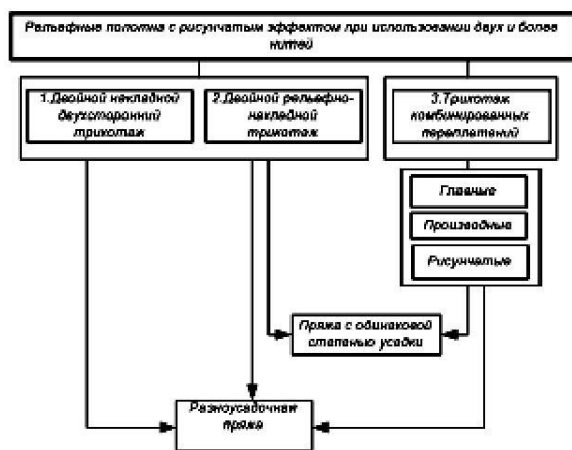 Рельефные полотна с рисунчатым эффектом при использовании двух и более
нитей
1.Двойной накладной
двухсторонний
трикотаж
2.Двойной рельефно-
накладной
трикотаж
3.Трикотаж
комбинированных
переплетений
Главные
Производные
Рисунчатые
Пряжа с одинаковой
степенью усадки
Разноусадочная
пряжа